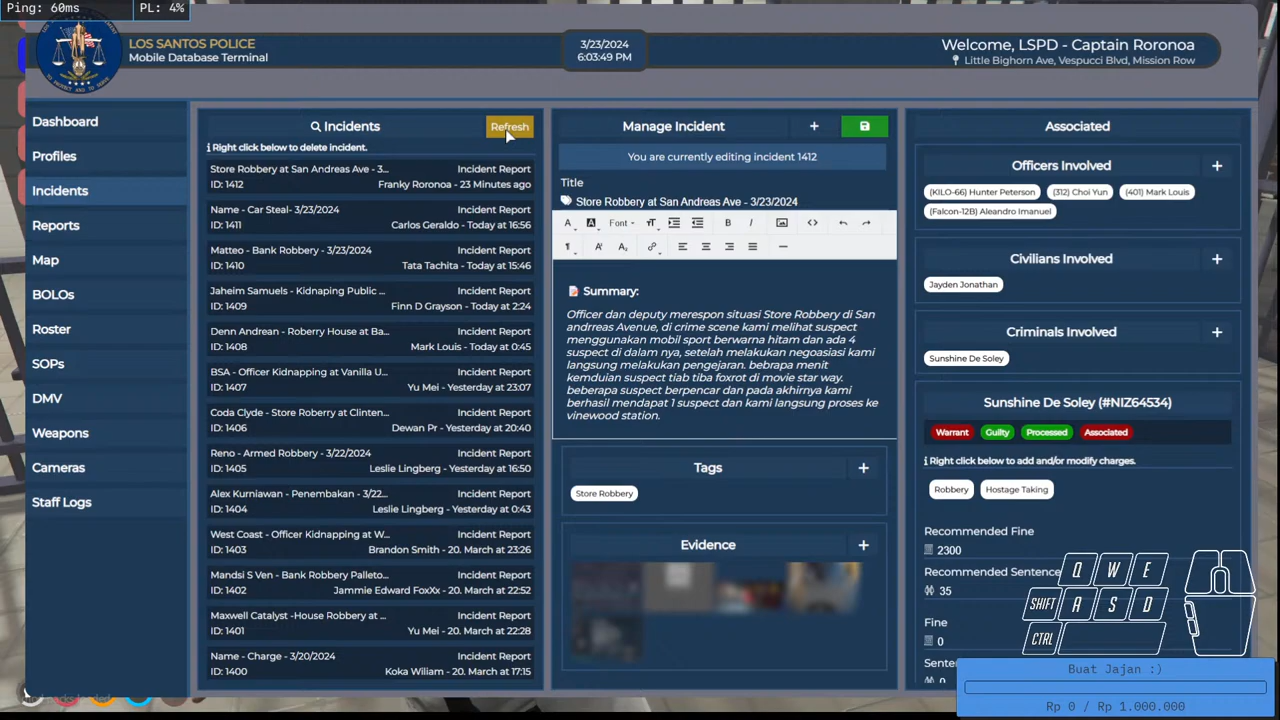 Ping: 60ms
PL: 4%
LOS SANTOS POLICE
Mobile Database Terminal
3/23/2024
6:03:49 PM
Welcome, LSPD - Captain Roronoa
Little Bighorn Ave, Vespucci Blvd, Mission Row
Dashboard
Profiles
Incidents
Reports
Map
BOLOs
Roster
SOPs
DMV
Weapons
Cameras
Staff Logs
Incidents
Refresh
Right click below to delete incident.
Store Robbery at San Andreas Ave - 3...
Incident Report
ID: 1412
Franky Roronoa - 23 Minutes ago
Name - Car Steal- 3/23/2024
Incident Report
ID: 1411
Carlos Geraldo - Today at 16:56
Matteo - Bank Robbery - 3/23/2024
Incident Report
ID: 1410
Tata Tachita - Today at 15:46
Jaheim Samuels - Kidnaping Public ...
Incident Report
ID: 1409
Finn D Grayson - Today at 2:24
Denn Andrean - Roberry House at Ba...
Incident Report
ID: 1408
Mark Louis - Today at 0:45
BSA - Officer Kidnapping at Vanilla U...
Incident Report
ID: 1407
Yu Mei - Yesterday at 23:07
Coda Clyde - Store Roberry at Clinten...
Incident Report
ID: 1406
Dewan Pr - Yesterday at 20:40
Reno - Armed Robbery - 3/22/2024
Incident Report
ID: 1405
Leslie Lingberg - Yesterday at 16:50
Alex Kurniawan - Penembakan - 3/22...
Incident Report
ID: 1404
Leslie Lingberg - Yesterday at 0:43
West Coast - Officer Kidnapping at W...
Incident Report
ID: 1403
Brandon Smith - 20. March at 23:26
Mandsi S Ven - Bank Robbery Palleto...
Incident Report
ID: 1402
Jammie Edward FoxXx - 20. March at 22:52
Maxwell Catalyst -House Robbery at ...
Incident Report
ID: 1401
Yu Mei - 20. March at 22:28
Name - Charge - 3/20/2024
Incident Report
ID: 1400
Koka Wiliam - 20. March at 17:15
Manage Incident
You are currently editing incident 1412
Title
Store Robbery at San Andreas Ave - 3/23/2024
Font
Summary:
Officer dan deputy merespon situasi Store Robbery di San
andrreas Avenue, di crime scene kami melihat suspect
menggunakan mobil sport berwarna hitam dan ada 4
suspect di dalam nya, setelah melakukan negoasiasi kami
langsung melakukan pengejaran. bebrapa menit
kemduian suspect tiab tiba foxrot di movie star way.
beberapa suspect berpencar dan pada akhirnya kami
berhasil mendapat 1 suspect dan kami langsung proses ke
vinewood station.
Tags
Store Robbery
Evidence
Associated
Officers Involved
(KILO-66) Hunter Peterson
(312) Choi Yun
(401) Mark Louis
(Falcon-12B) Aleandro Imanuel
Civilians Involved
Jayden Jonathan
Criminals Involved
Sunshine De Soley
Sunshine De Soley (#NIZ64534)
Warrant
Guilty
Processed
Associated
Right click below to add and/or modify charges.
Robbery
Hostage Taking
Recommended Fine
2300
Recommended Sentence
35
Fine
0
Q
W
E
SHIFT
A
S
D
CTRL
Buat Jajan :)
Rp 0 / Rp 1.000.000